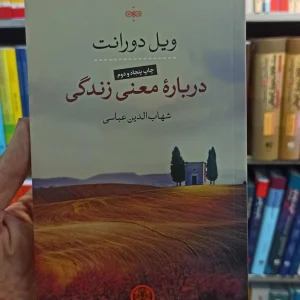 ویل دورانت
چاپ پنجاه و دوم
دربارهٔ معنی زندگی
شهاب‌الدین عباسی